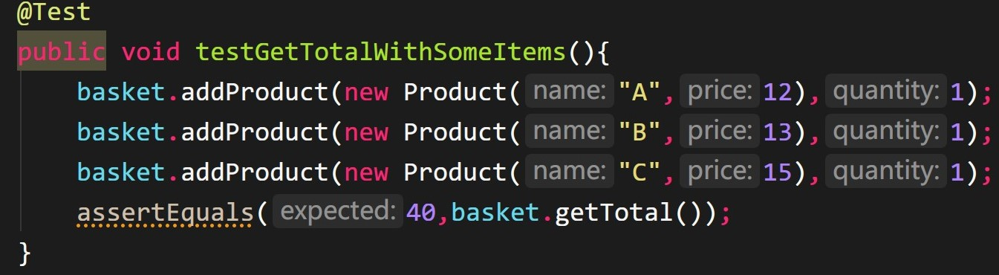 @Test
public void testGetTotalWithSomeItems(){
basket.addProduct(new Product( name: "A", price: 12), quantity: 1);
basket.addProduct(new Product( name: "B", price: 13), quantity: 1);
basket.addProduct(new Product( name: "C", price: 15), quantity: 1);
assertEquals( expected: 40,basket.getTotal());
}